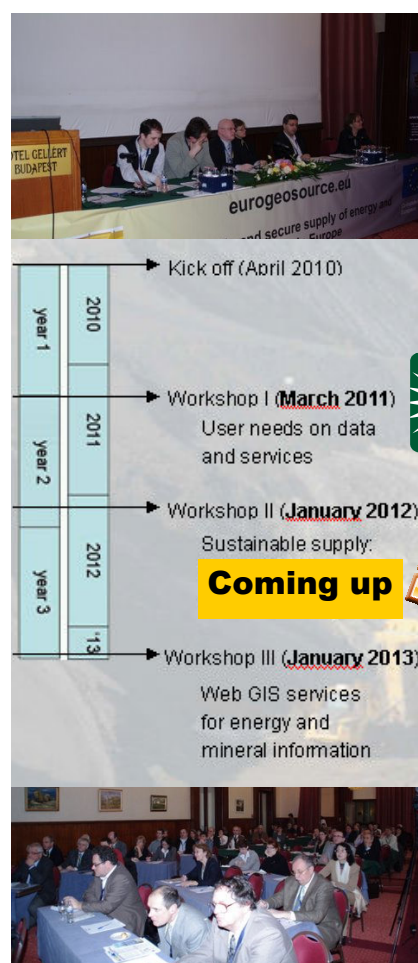 HOTEL GELLÉRT
BUDAPEST
eurogeosource.eu
and secure supply of energy and
Europe
Kick off (April 2010)
year 1
2010
Workshop I (March 2011)
User needs on data
and services
year 2
2011
Workshop II (January 2012)
Sustainable supply:
Coming up
year 3
2012
'13
Workshop III (January 2013)
Web GIS services
for energy and
mineral information